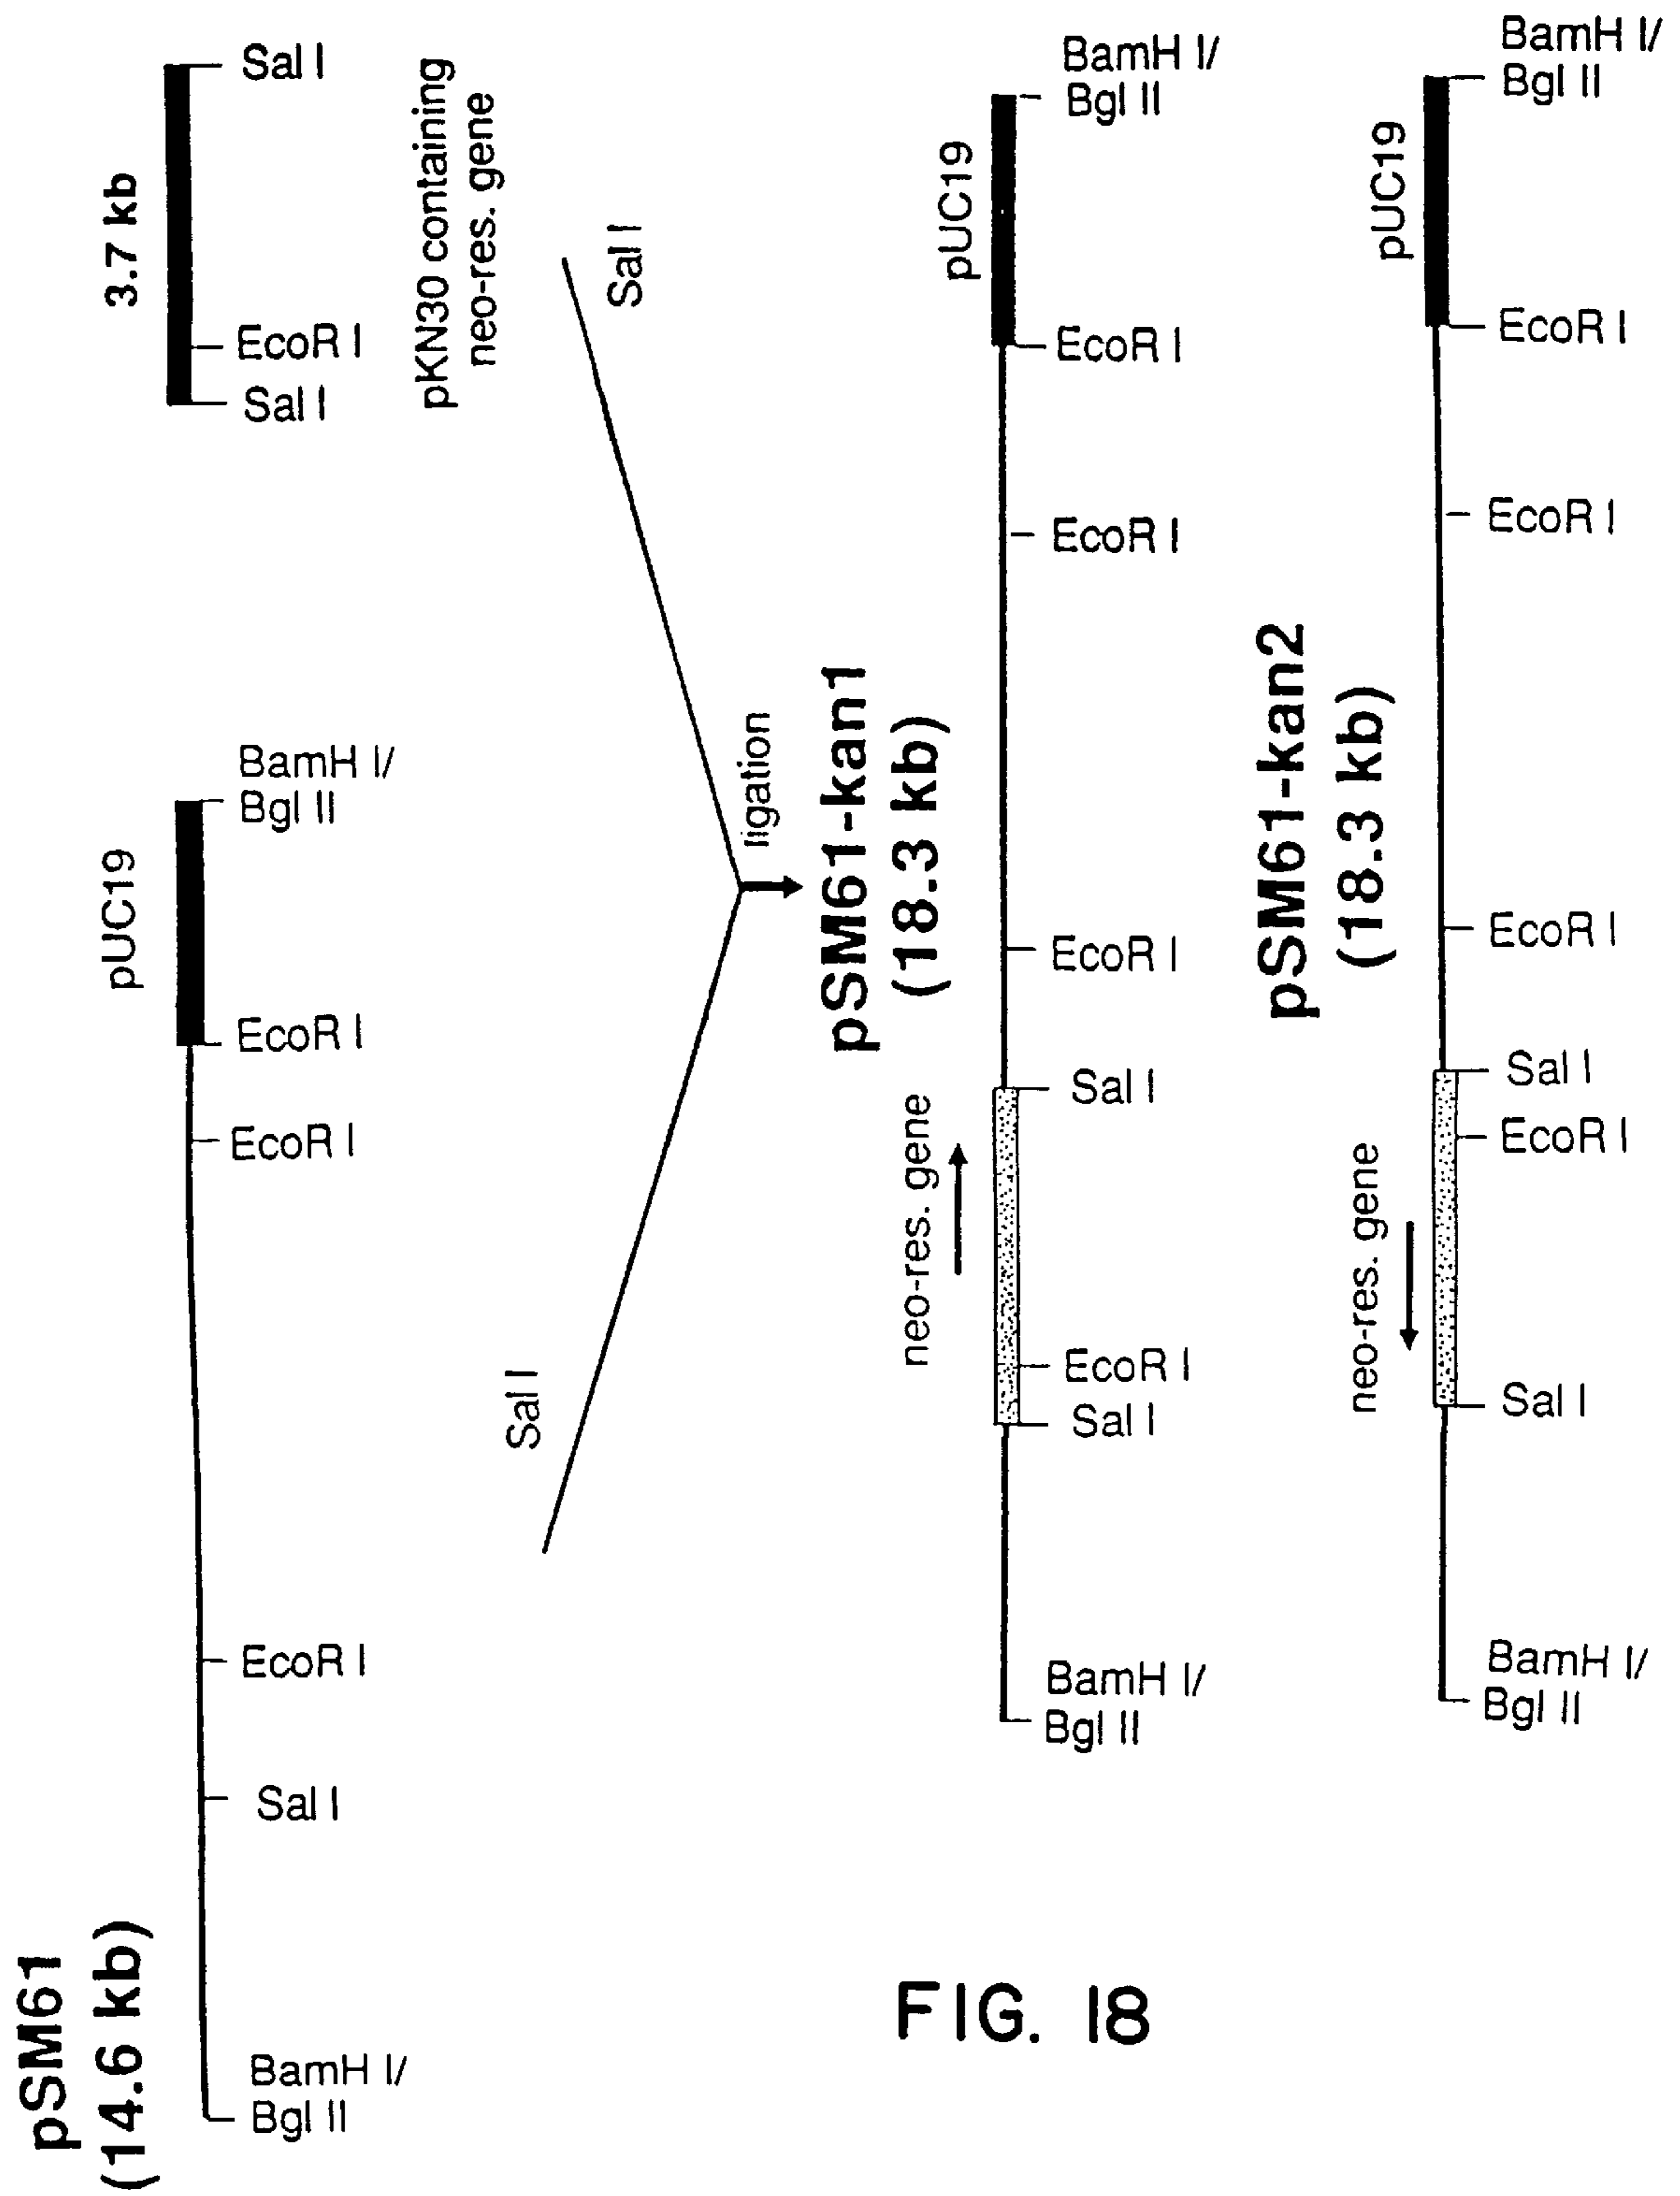 pSM61
(14.6 kb)
BamH I/
Bgl II
Sal I
EcoR I
EcoR I
EcoR I
pUC19
BamH I/
Bgl II
3.7 kb
Sal I
EcoR I
Sal I
pKN30 containing
neo-res. gene
Sal I
Sal I
ligation
pSM61-kan1
(18.3 kb)
BamH I/
Bgl II
Sal I
EcoR I
neo-res. gene
Sal I
EcoR I
EcoR I
EcoR I
pUC19
BamH I/
Bgl II
pSM61-kan2
(18.3 kb)
BamH I/
Bgl II
Sal I
neo-res. gene
EcoR I
Sal I
EcoR I
EcoR I
EcoR I
pUC19
BamH I/
Bgl II
FIG. 18